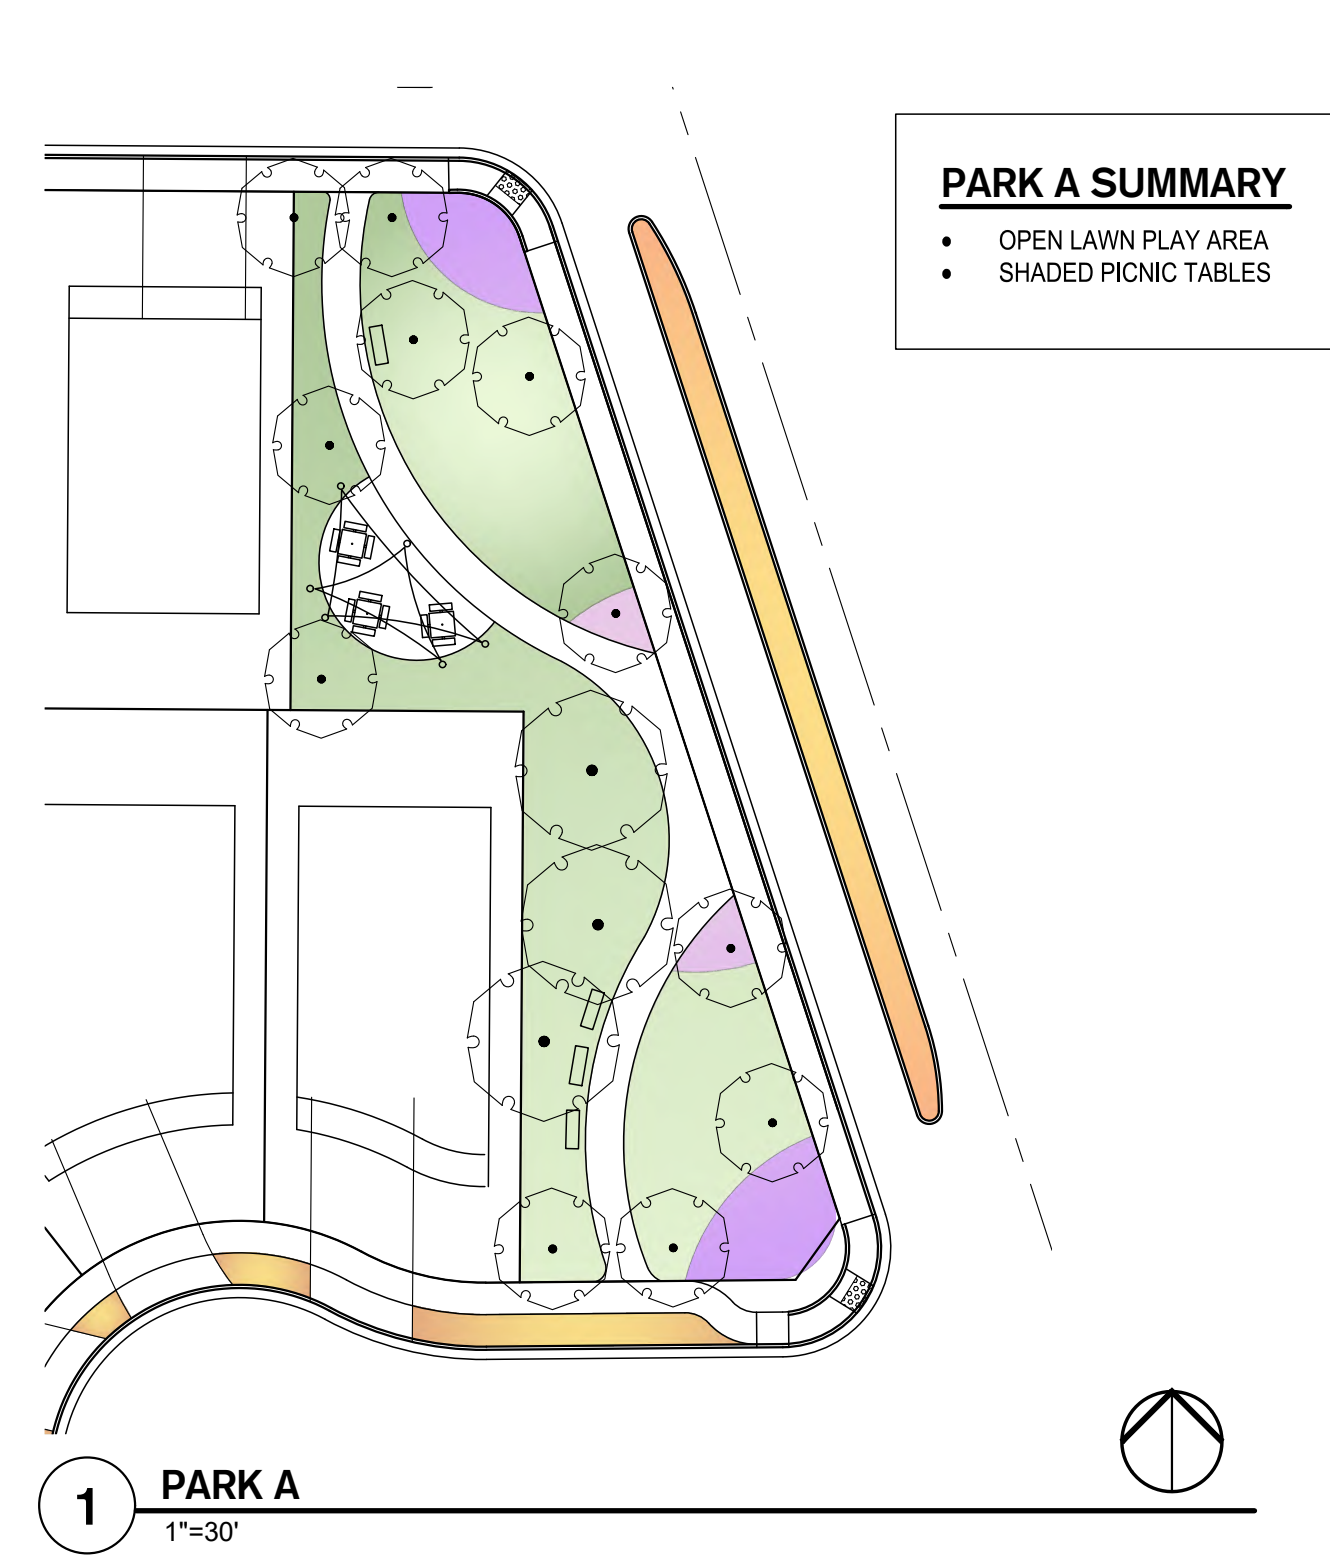 PARK A SUMMARY
• OPEN LAWN PLAY AREA
• SHADED PICNIC TABLES
1
PARK A
1"=30'